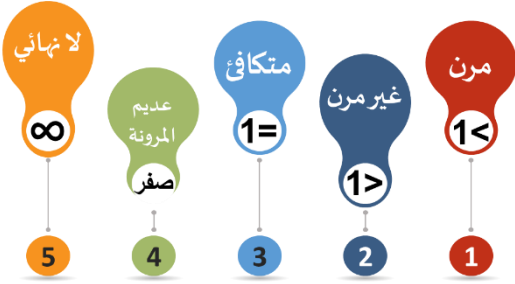 مرن
1<
1
غير مرن
1>
2
متكافئ
1=
3
عديم
المرونة
صفر
4
لا نهائي
∞
5